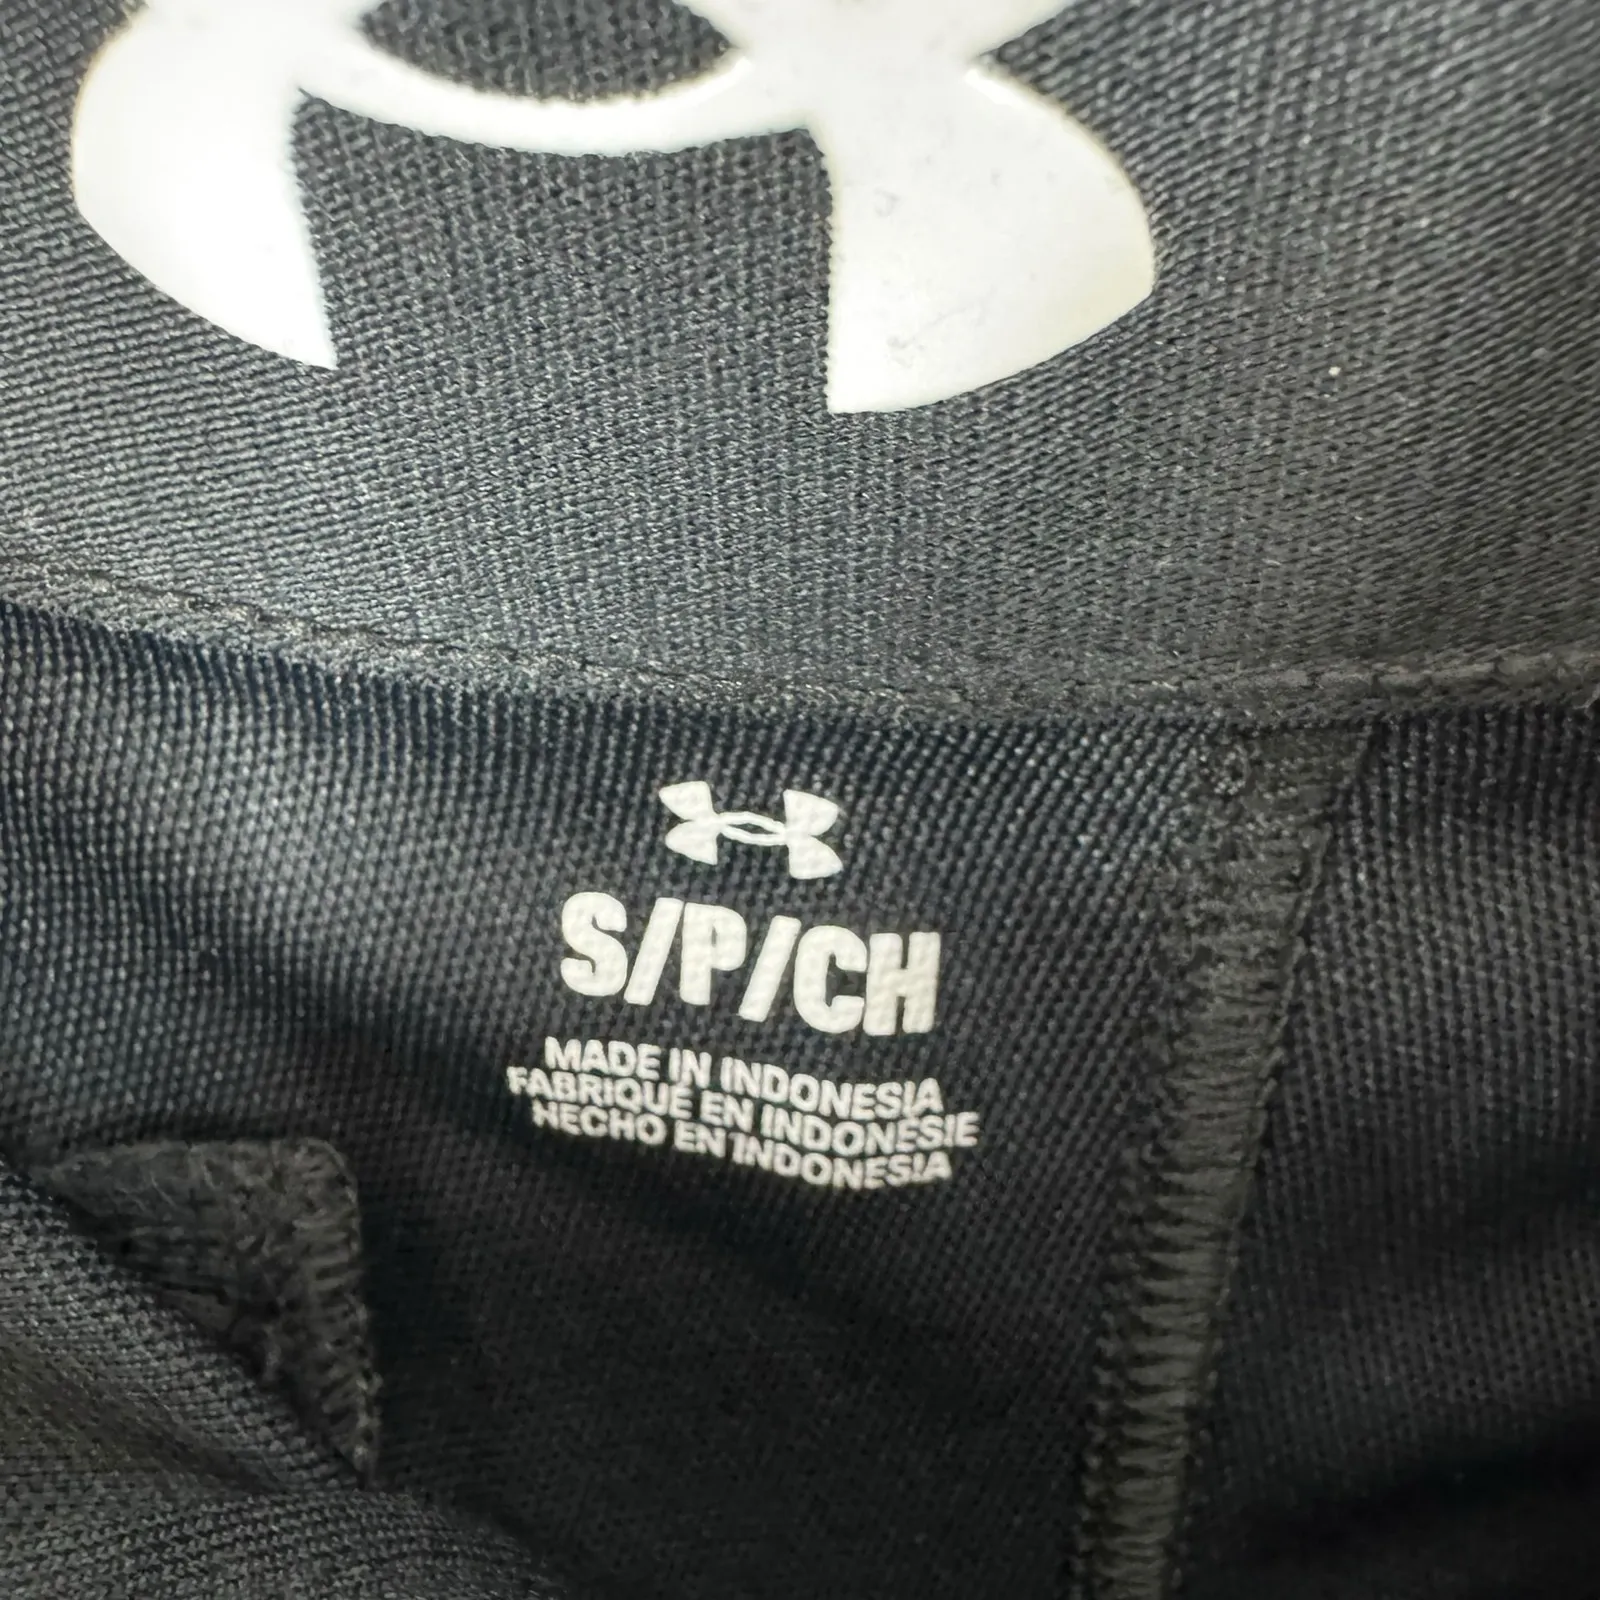 S/P/CH
MADE IN INDONESIA
FABRIQUÉ EN INDONÉSIE
HECHO EN INDONESIA